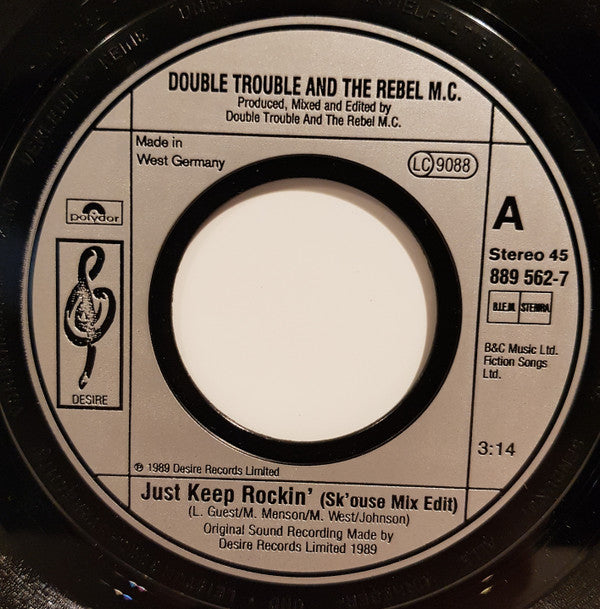 DOUBLE TROUBLE AND THE REBEL M.C.
Produced, Mixed and Edited by
Double Trouble And The Rebel M.C.
Made in
West Germany
LC 9088
polydor
DESIRE
A
Stereo 45
889 562-7
B.I.E.M. STEMRA
B&C Music Ltd.
Fiction Songs
Ltd.
3:14
℗ 1989 Desire Records Limited
Just Keep Rockin' (Sk'ouse Mix Edit)
(L. Guest/M. Menson/M. West/Johnson)
Original Sound Recording Made by
Desire Records Limited 1989